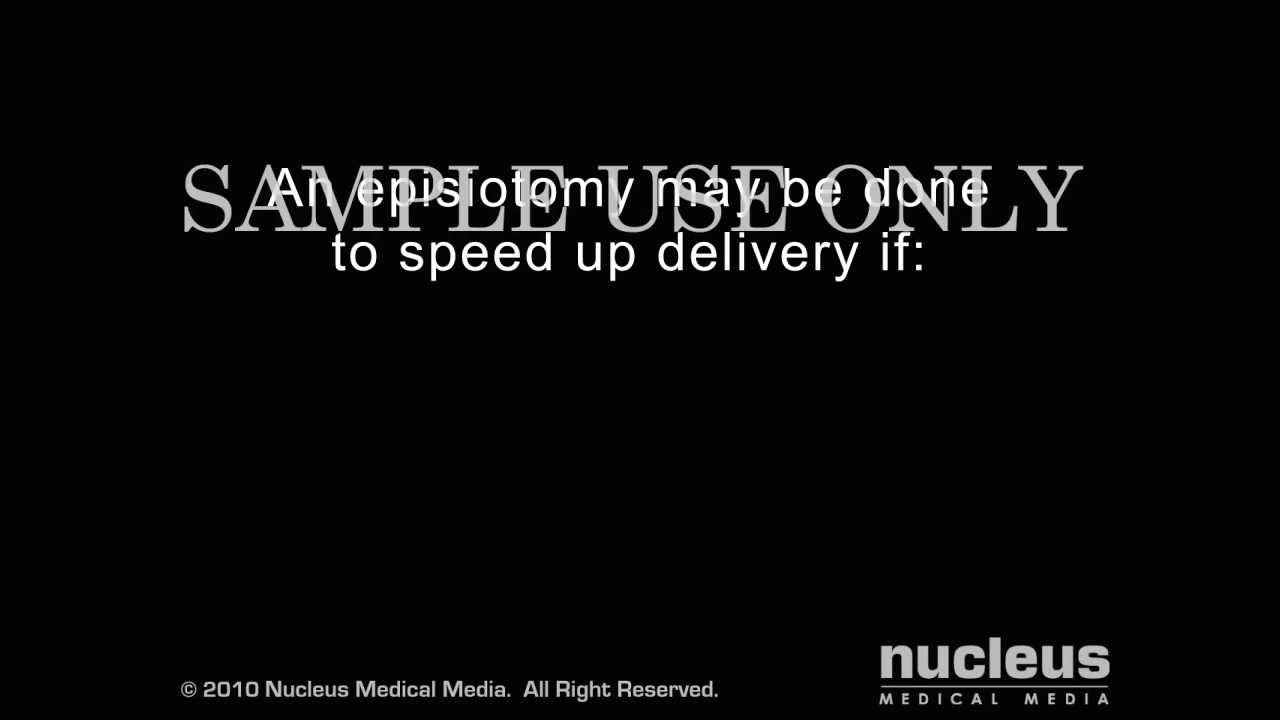 SAMPLE USE ONLY
An episiotomy may be done
to speed up delivery if:
nucleus
MEDICAL MEDIA
© 2010 Nucleus Medical Media. All Right Reserved.